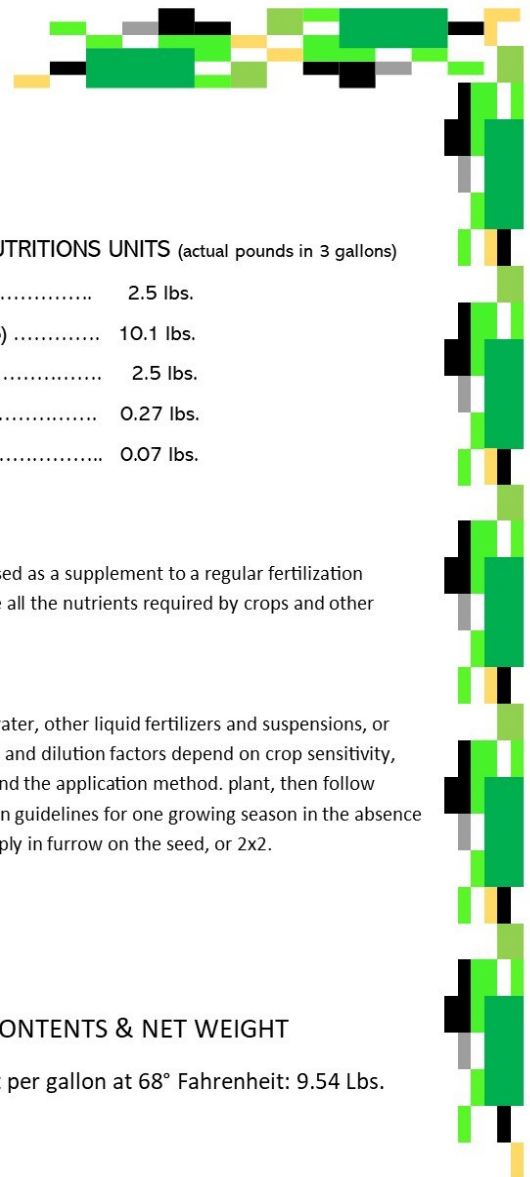 UTRITIONS UNITS (actual pounds in 3 gallons)
………….. 2.5 lbs.
) …………. 10.1 lbs.
……………. 2.5 lbs.
……………. 0.27 lbs.
…………….. 0.07 lbs.
sed as a supplement to a regular fertilization
all the nutrients required by crops and other
ater, other liquid fertilizers and suspensions, or
and dilution factors depend on crop sensitivity,
nd the application method. plant, then follow
n guidelines for one growing season in the absence
ply in furrow on the seed, or 2x2.
ONTENTS & NET WEIGHT
per gallon at 68° Fahrenheit: 9.54 Lbs.